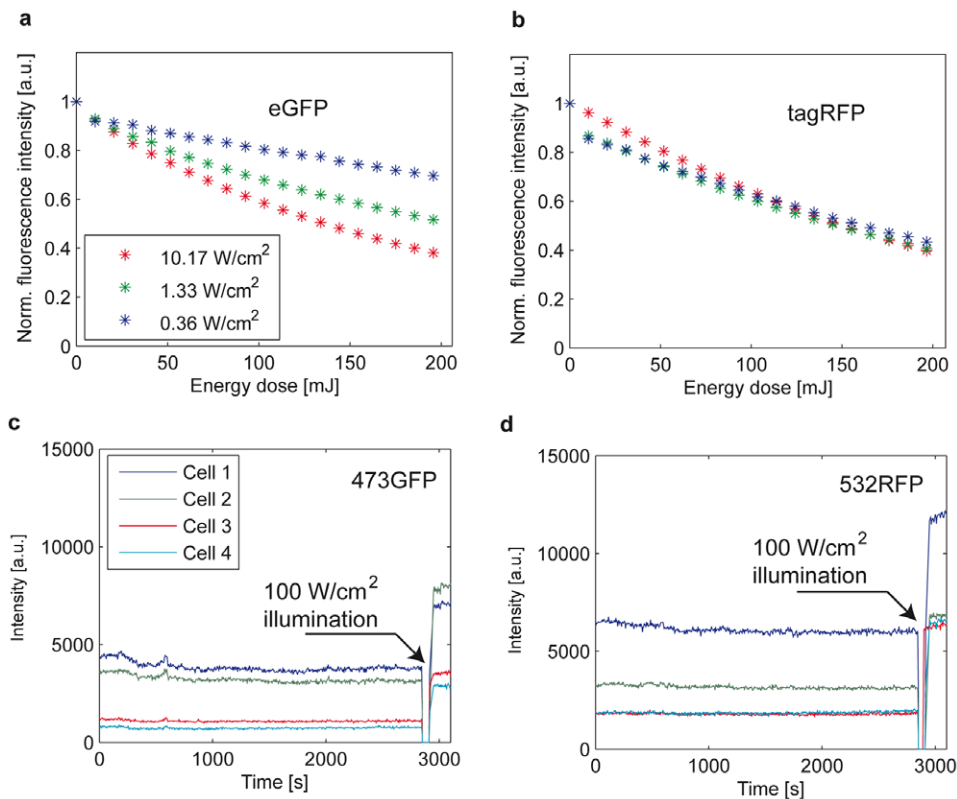 a
Norm. fluorescence intensity [a.u.]
1
0.8
0.6
0.4
0.2
0
eGFP
10.17 W/cm²
1.33 W/cm²
0.36 W/cm²
0 50 100 150 200
Energy dose [mJ]
b
Norm. fluorescence intensity [a.u.]
1
0.8
0.6
0.4
0.2
0
tagRFP
0 50 100 150 200
Energy dose [mJ]
c
Intensity [a.u.]
15000
10000
5000
0
Cell 1
Cell 2
Cell 3
Cell 4
473GFP
100 W/cm²
illumination
0 1000 2000 3000
Time [s]
d
Intensity [a.u.]
15000
10000
5000
0
532RFP
100 W/cm²
illumination
0 1000 2000 3000
Time [s]